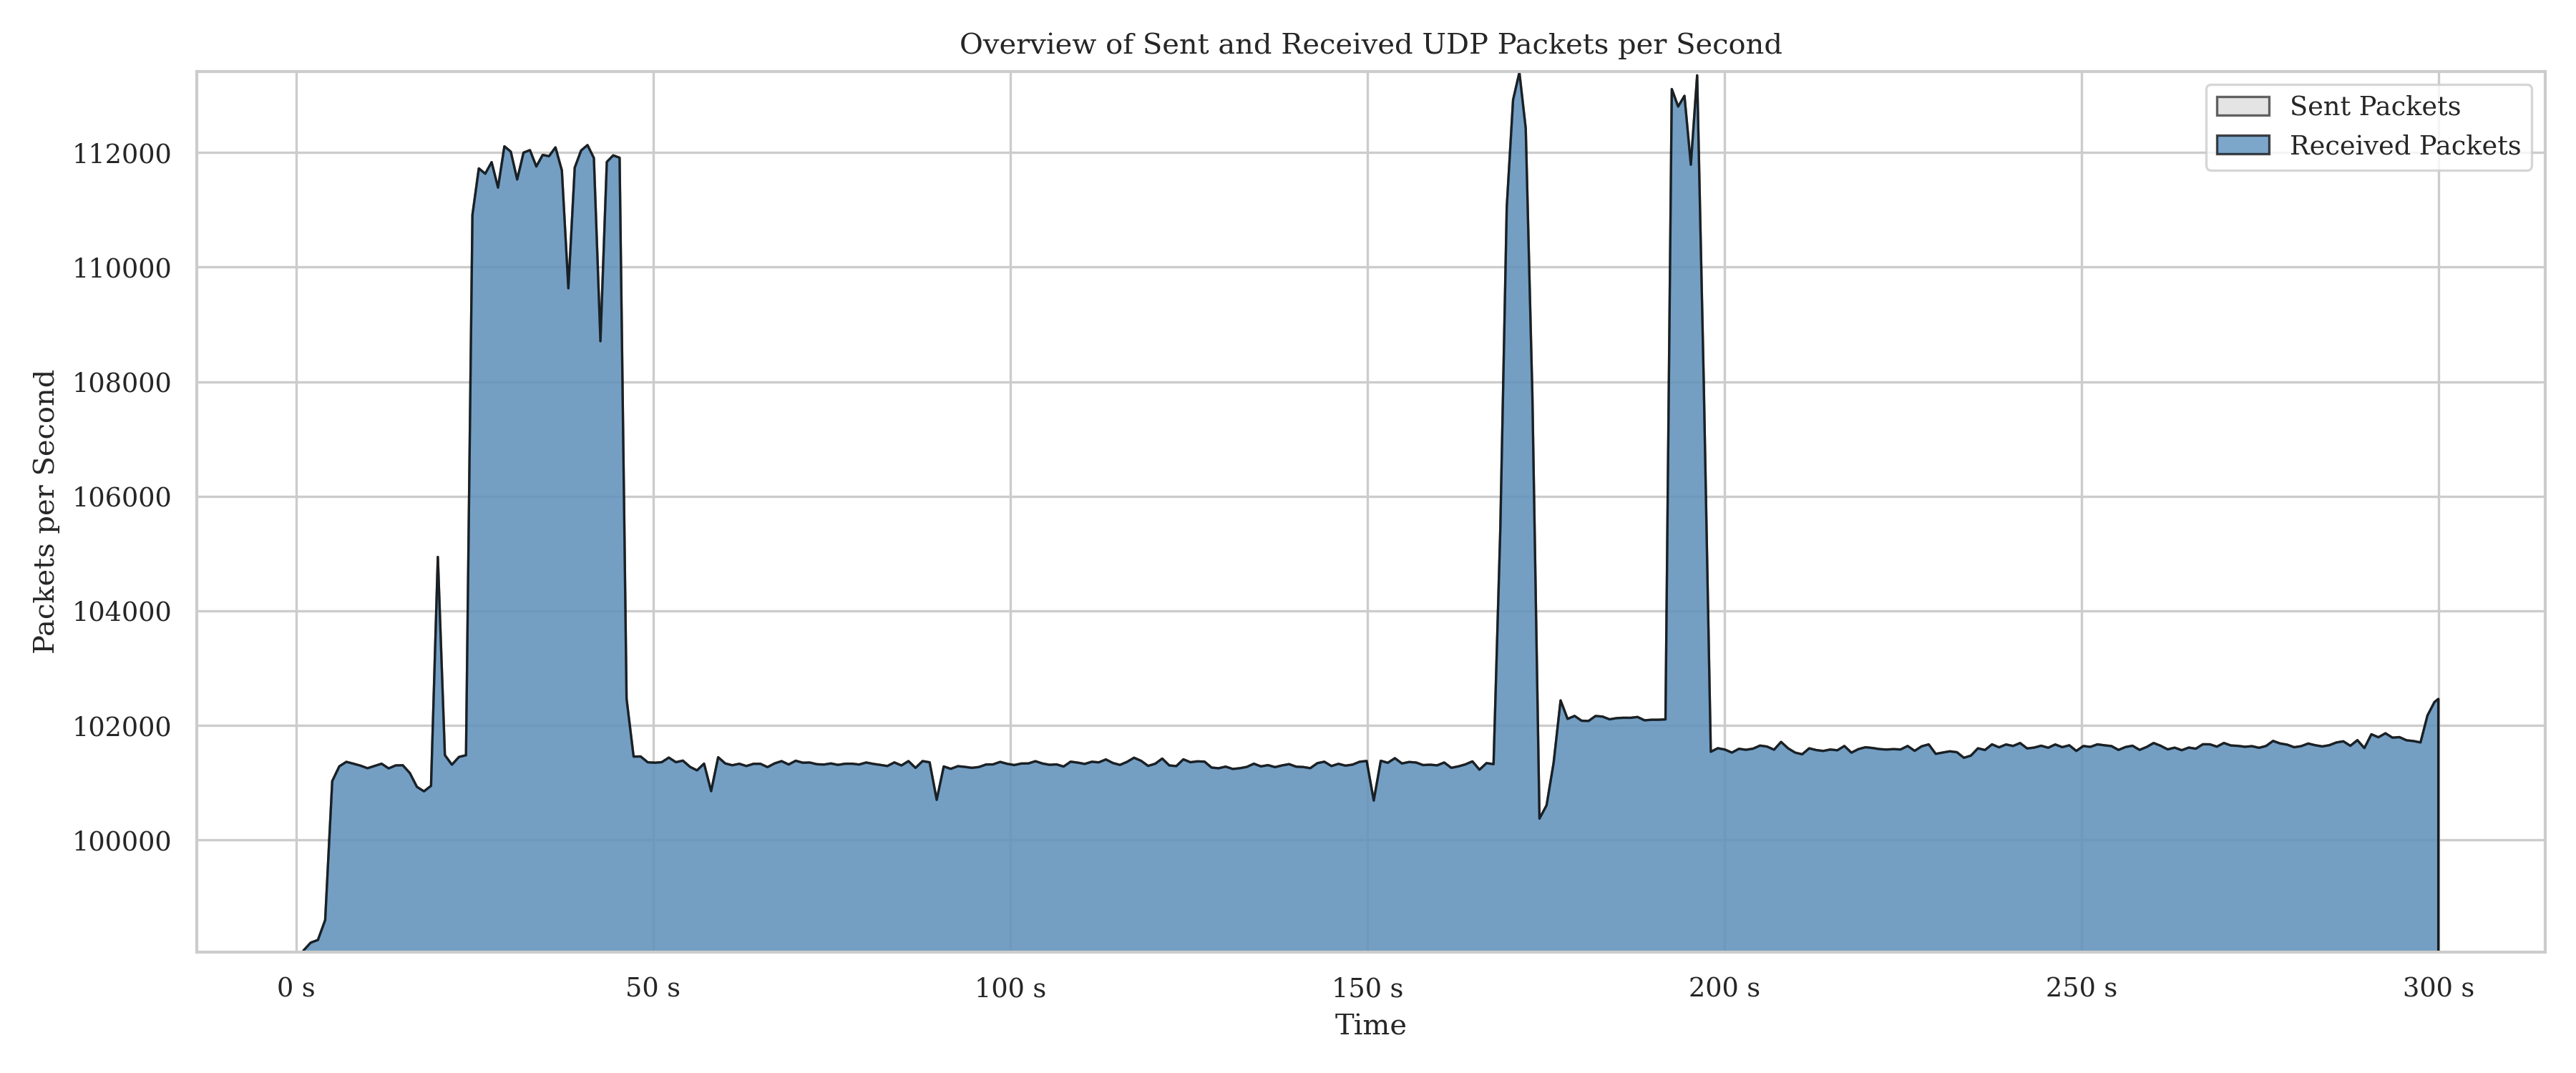 Overview of Sent and Received UDP Packets per Second
Sent Packets
Received Packets
Packets per Second
112000
110000
108000
106000
104000
102000
100000
0 s
50 s
100 s
150 s
200 s
250 s
300 s
Time